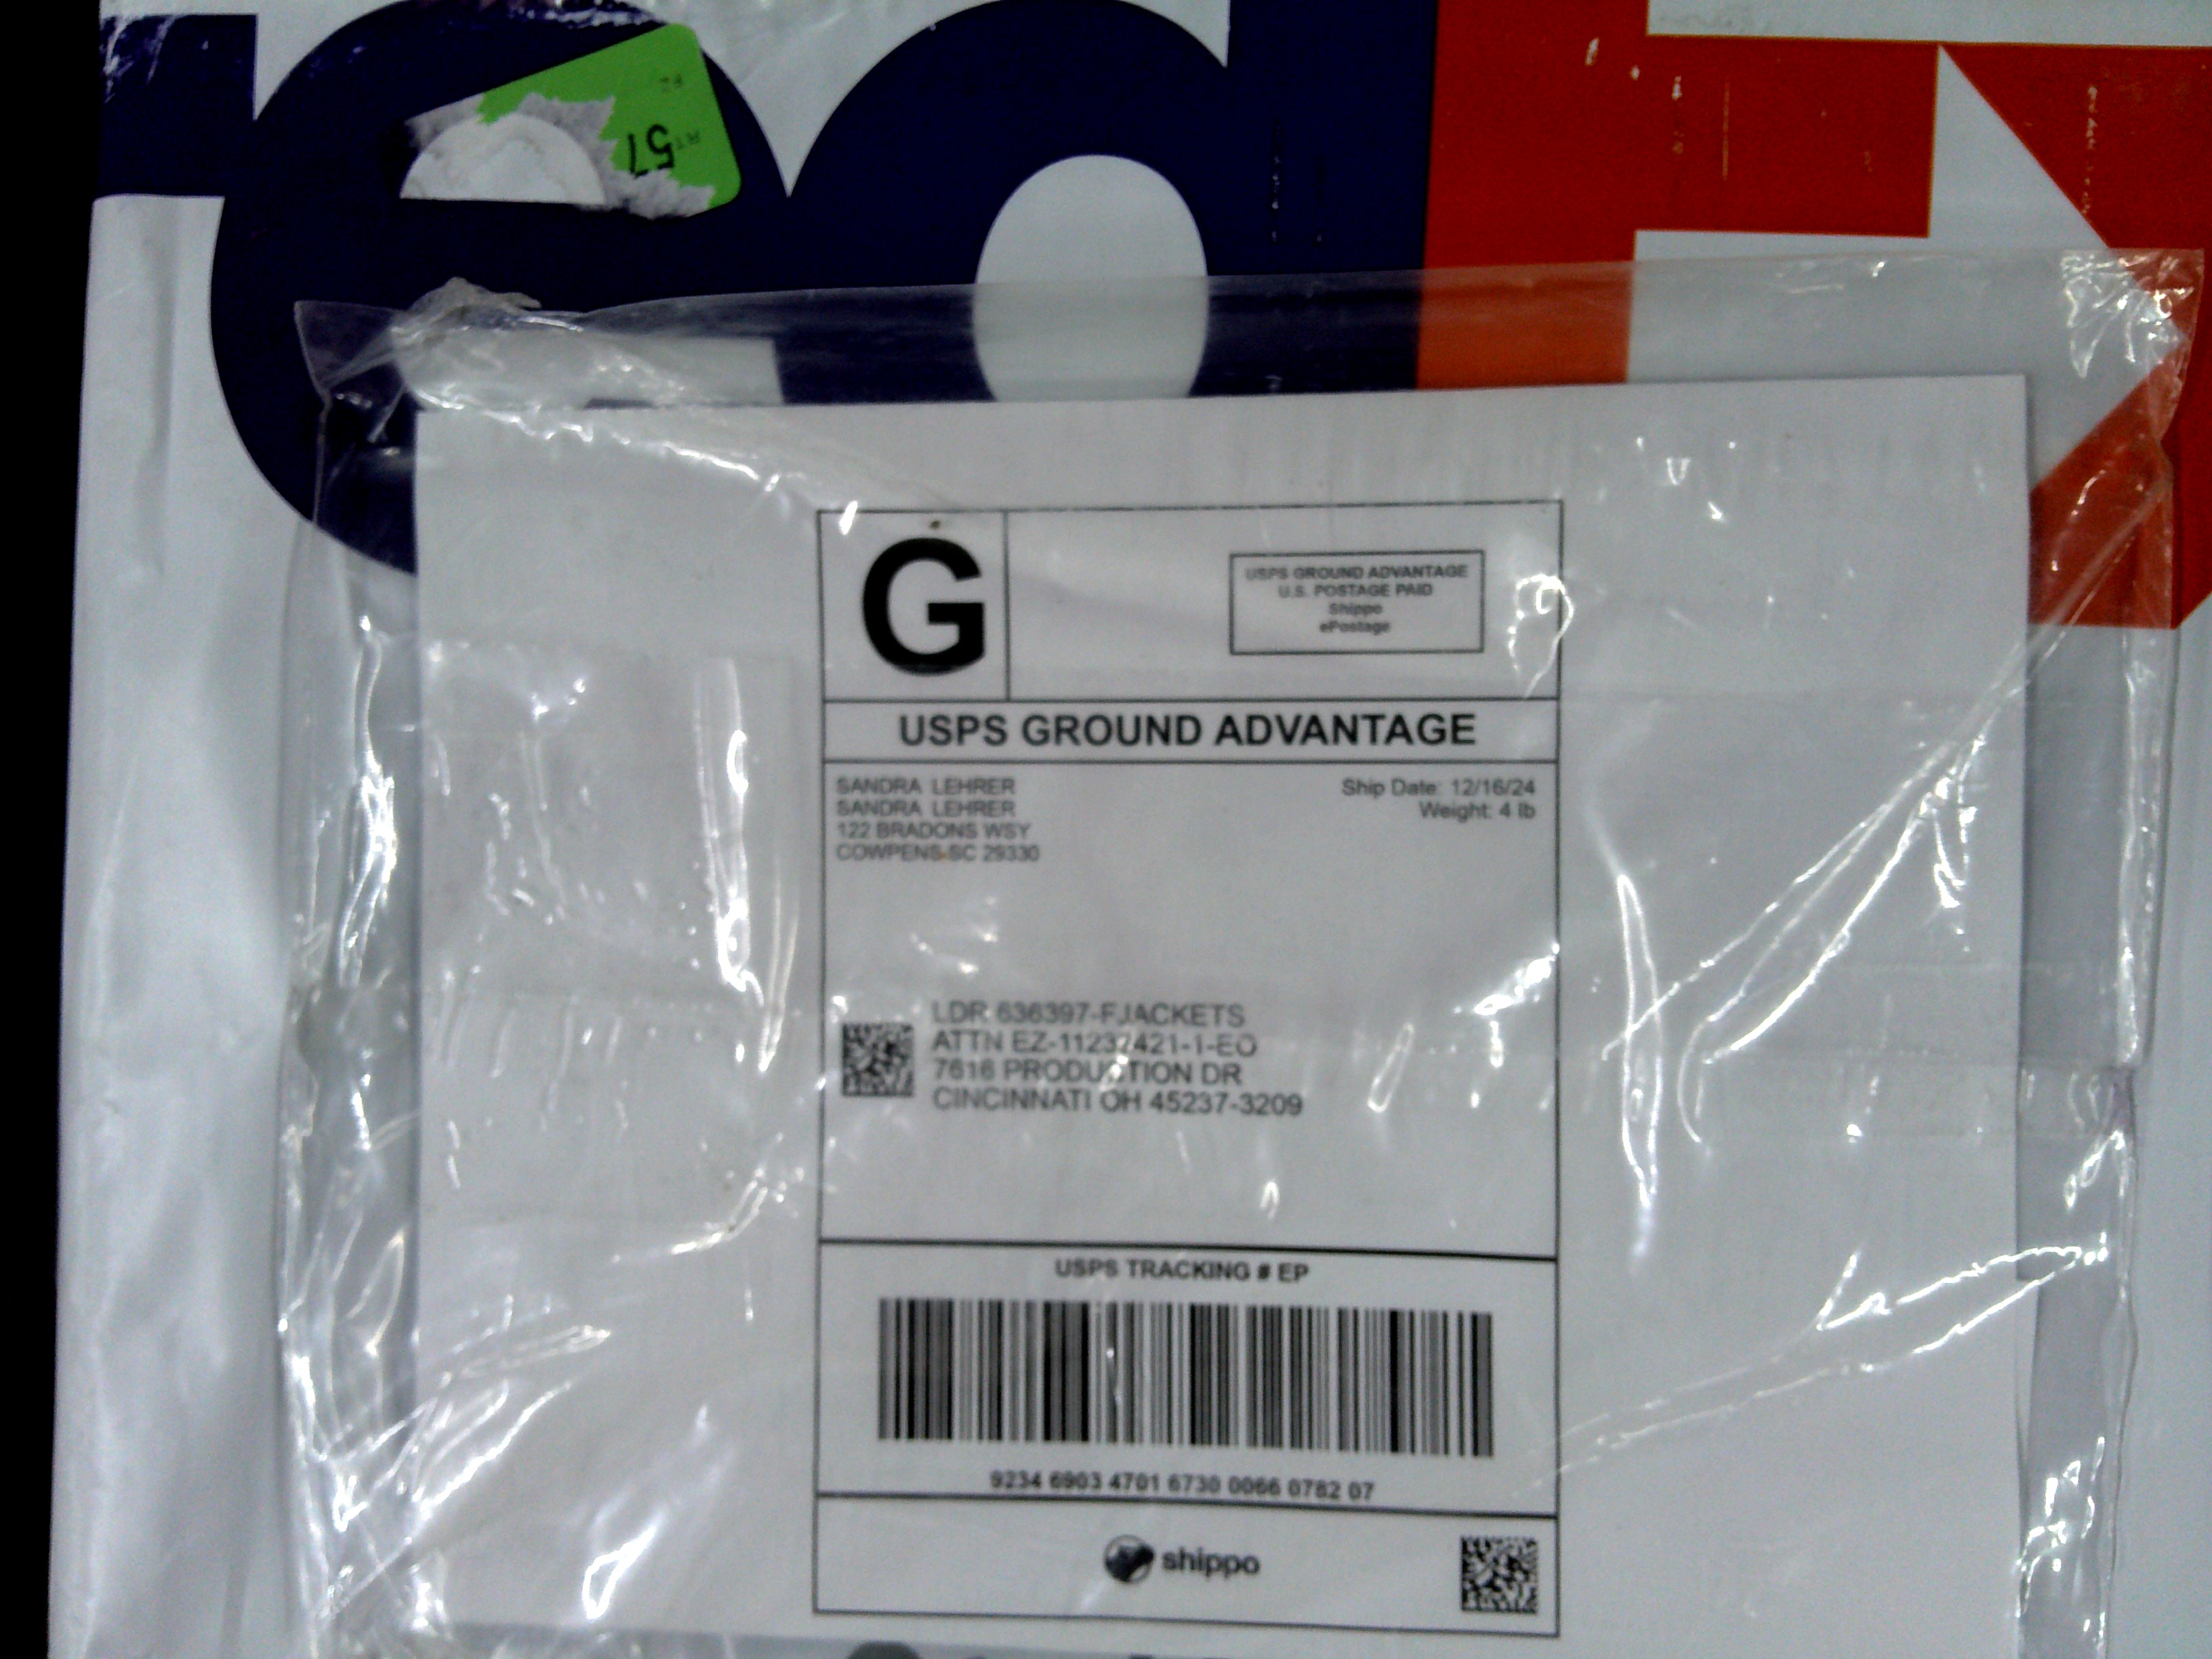 RT 57
G
USPS GROUND ADVANTAGE
U.S. POSTAGE PAID
Shippo
ePostage
USPS GROUND ADVANTAGE
SANDRA LEHRER
SANDRA LEHRER
122 BRADONS WSY
COWPENS SC 29330
Ship Date: 12/16/24
Weight: 4 lb
LDR 636397-FJACKETS
ATTN EZ-11232421-1-EO
7616 PRODUCTION DR
CINCINNATI OH 45237-3209
USPS TRACKING # EP
9234 6903 4701 6730 0066 0782 07
shippo